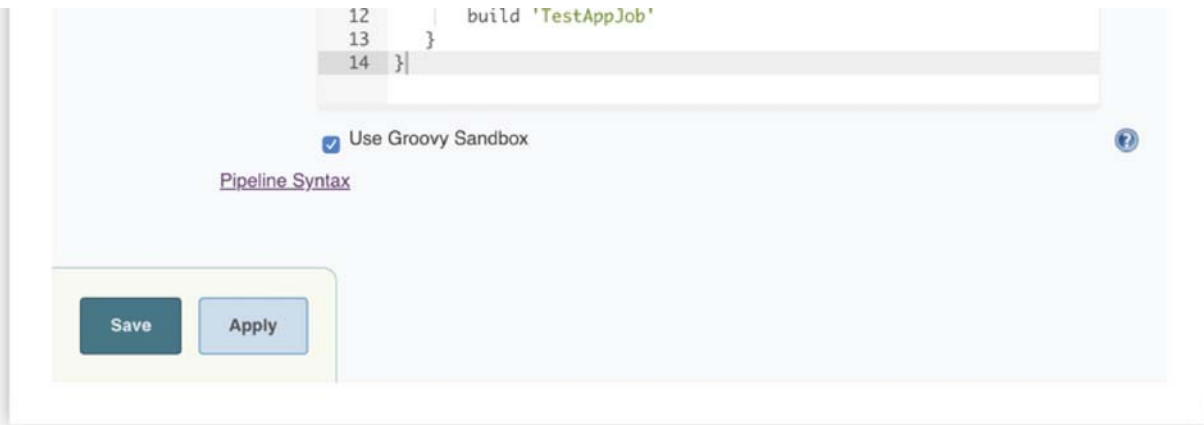 12 build 'TestAppJob'
13 }
14 }
Use Groovy Sandbox
?
Pipeline Syntax
Save Apply